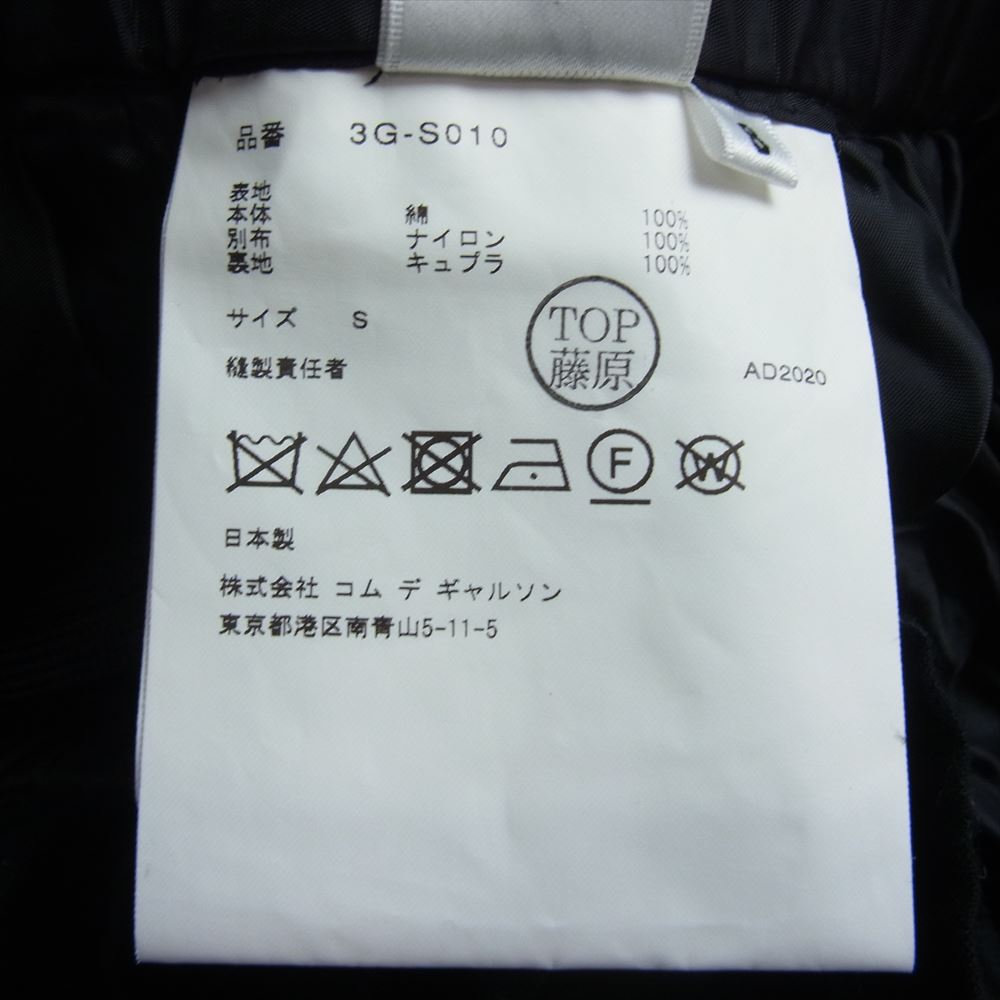 品番 3G-S010
表地
本体 綿 100%
別布 ナイロン 100%
裏地 キュプラ 100%
サイズ S
TOP
藤原
縫製責任者
AD2020
F
W
日本製
株式会社 コム デ ギャルソン
東京都港区南青山5-11-5